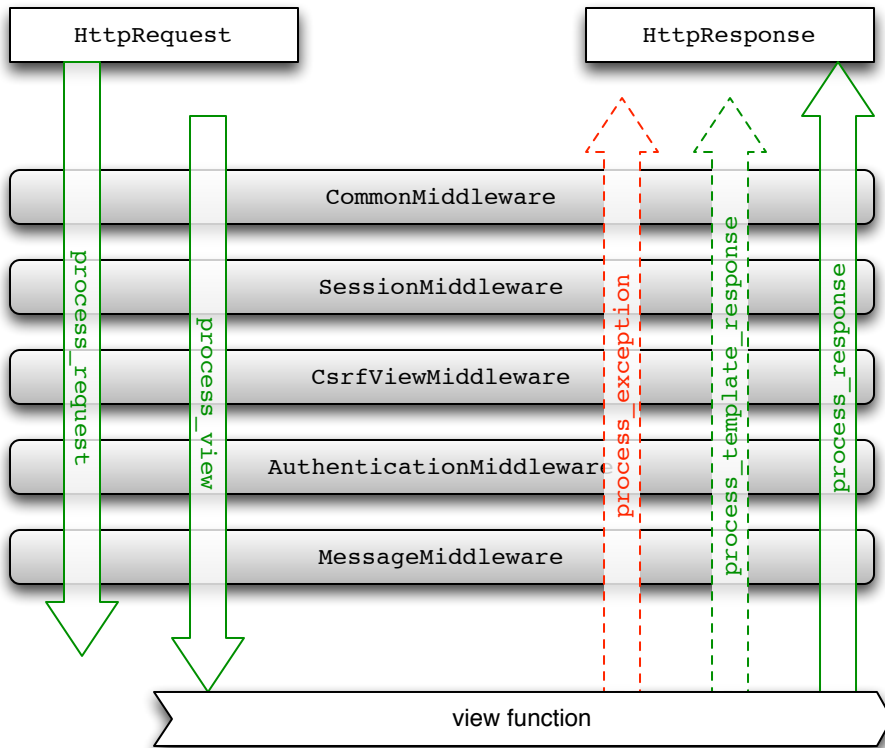 HttpRequest
HttpResponse
CommonMiddleware
SessionMiddleware
CsrfViewMiddleware
AuthenticationMiddleware
MessageMiddleware
process_request
process_view
process_exception
process_template_response
process_response
view function